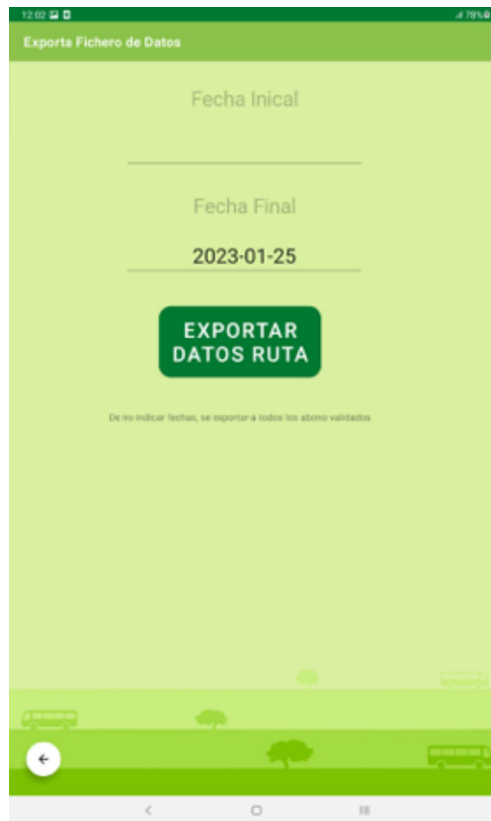 12:02
78%
Exporta Fichero de Datos
Fecha Inical
Fecha Final
2023-01-25
EXPORTAR
DATOS RUTA
De no indicar fechas, se exportar-a todos los abono validados